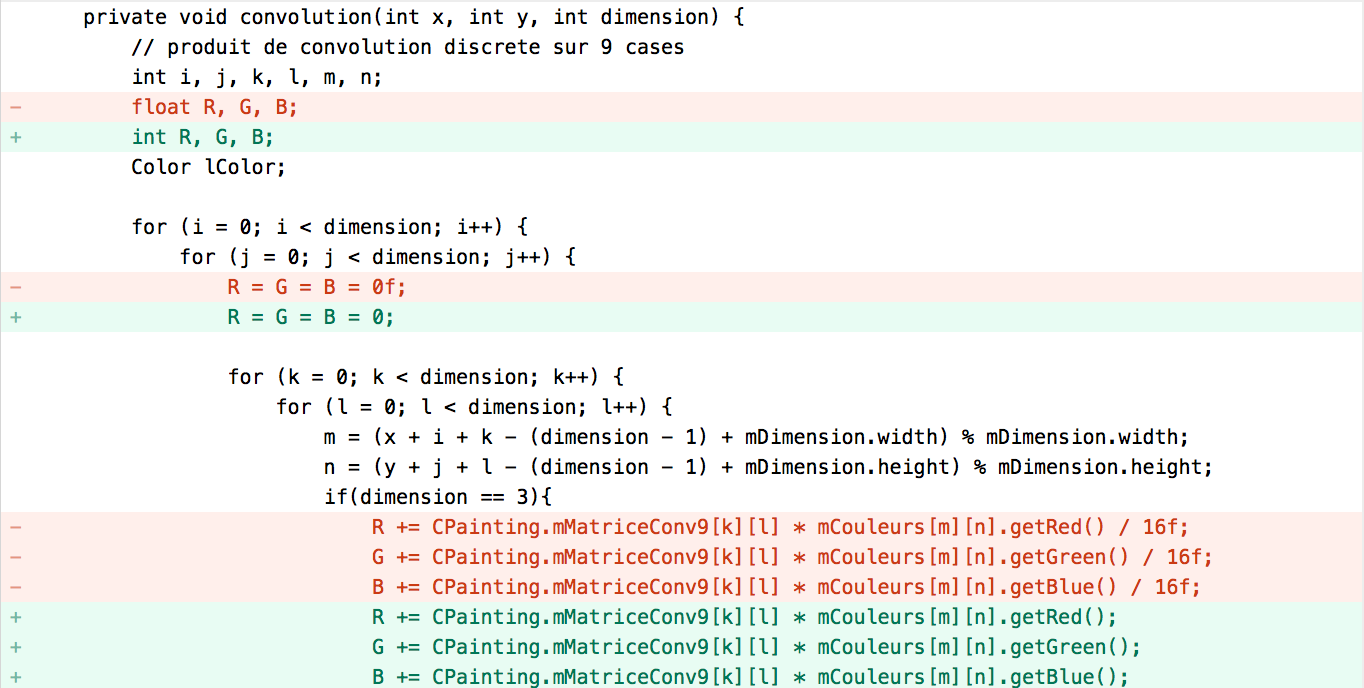 private void convolution(int x, int y, int dimension) {
// produit de convolution discrete sur 9 cases
int i, j, k, l, m, n;
- float R, G, B;
+ int R, G, B;
Color lColor;
for (i = 0; i < dimension; i++) {
for (j = 0; j < dimension; j++) {
- R = G = B = 0f;
+ R = G = B = 0;
for (k = 0; k < dimension; k++) {
for (l = 0; l < dimension; l++) {
m = (x + i + k - (dimension - 1) + mDimension.width) % mDimension.width;
n = (y + j + l - (dimension - 1) + mDimension.height) % mDimension.height;
if(dimension == 3){
- R += CPainting.mMatriceConv9[k][l] * mCouleurs[m][n].getRed() / 16f;
- G += CPainting.mMatriceConv9[k][l] * mCouleurs[m][n].getGreen() / 16f;
- B += CPainting.mMatriceConv9[k][l] * mCouleurs[m][n].getBlue() / 16f;
+ R += CPainting.mMatriceConv9[k][l] * mCouleurs[m][n].getRed();
+ G += CPainting.mMatriceConv9[k][l] * mCouleurs[m][n].getGreen();
+ B += CPainting.mMatriceConv9[k][l] * mCouleurs[m][n].getBlue();